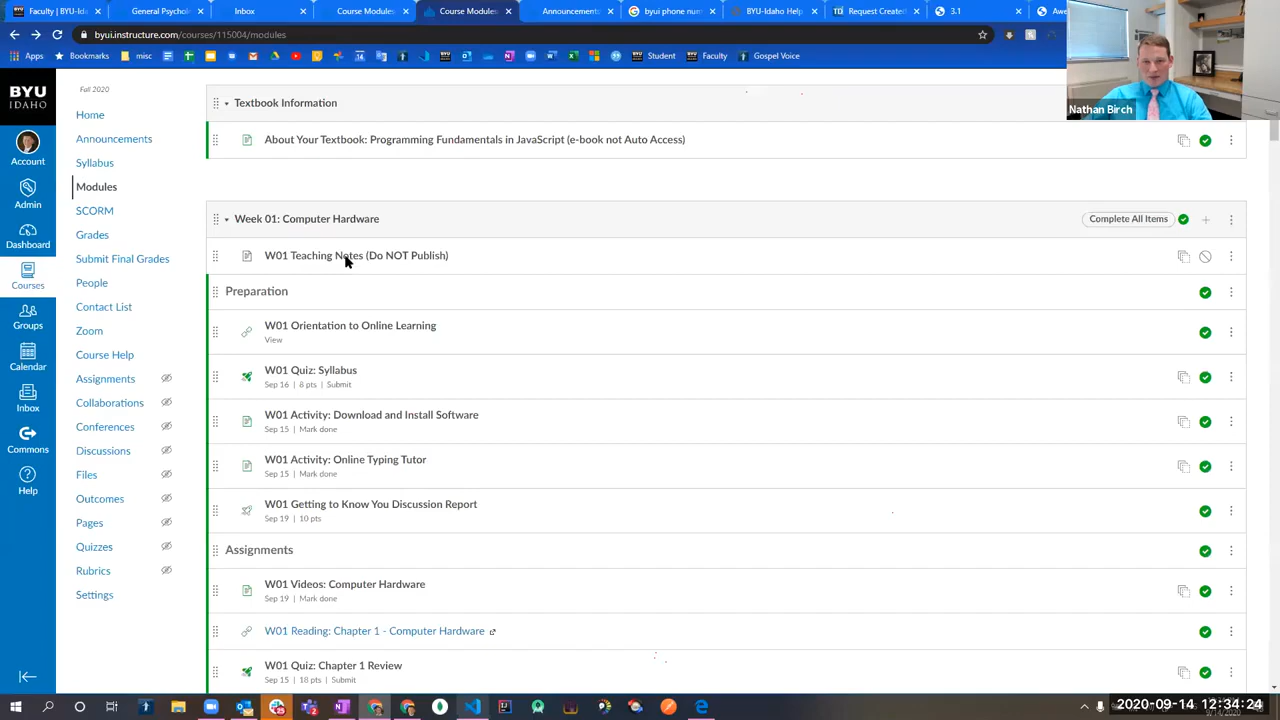 Faculty | BYU-Ida
General Psycholo
Inbox
Course Modules:
Course Modules:
Announcements:
byui phone num
BYU-Idaho Help
Request Created
3.1
Awe
byui.instructure.com/courses/115004/modules
Apps
Bookmarks
misc
Student
Faculty
Gospel Voice
Nathan Birch
BYU
IDAHO
Account
Admin
Dashboard
Courses
Groups
Calendar
Inbox
Commons
Help
Fall 2020
Home
Announcements
Syllabus
Modules
SCORM
Grades
Submit Final Grades
People
Contact List
Zoom
Course Help
Assignments
Collaborations
Conferences
Discussions
Files
Outcomes
Pages
Quizzes
Rubrics
Settings
Textbook Information
About Your Textbook: Programming Fundamentals in JavaScript (e-book not Auto Access)
Week 01: Computer Hardware
Complete All Items
W01 Teaching Notes (Do NOT Publish)
Preparation
W01 Orientation to Online Learning
View
W01 Quiz: Syllabus
Sep 16 | 8 pts | Submit
W01 Activity: Download and Install Software
Sep 15 | Mark done
W01 Activity: Online Typing Tutor
Sep 15 | Mark done
W01 Getting to Know You Discussion Report
Sep 19 | 10 pts
Assignments
W01 Videos: Computer Hardware
Sep 19 | Mark done
W01 Reading: Chapter 1 - Computer Hardware
W01 Quiz: Chapter 1 Review
Sep 15 | 18 pts | Submit
2020-09-14 12:34:24